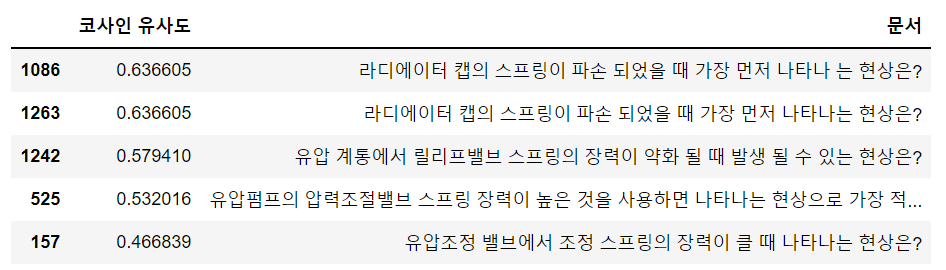 코사인 유사도 문서
1086 0.636605 라디에이터 캡의 스프링이 파손 되었을 때 가장 먼저 나타나 는 현상은?
1263 0.636605 라디에이터 캡의 스프링이 파손 되었을 때 가장 먼저 나타나는 현상은?
1242 0.579410 유압 계통에서 릴리프밸브 스프링의 장력이 약화 될 때 발생 될 수 있는 현상은?
525 0.532016 유압펌프의 압력조절밸브 스프링 장력이 높은 것을 사용하면 나타나는 현상으로 가장 적...
157 0.466839 유압조정 밸브에서 조정 스프링의 장력이 클 때 나타나는 현상은?